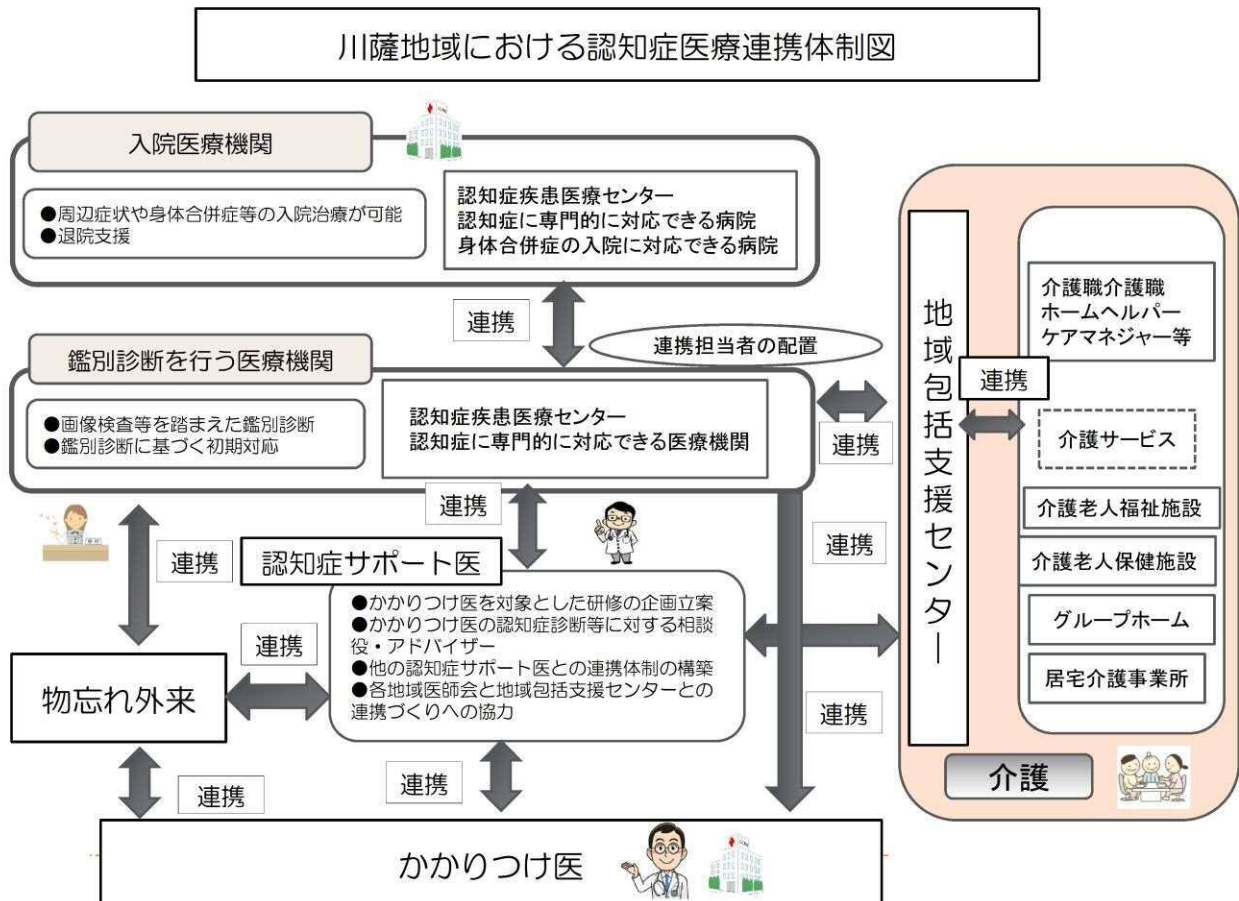 川薩地域における認知症医療連携体制図
入院医療機関
●周辺症状や身体合併症等の入院治療が可能
●退院支援
認知症疾患医療センター
認知症に専門的に対応できる病院
身体合併症の入院に対応できる病院
連携
連携担当者の配置
鑑別診断を行う医療機関
●画像検査等を踏まえた鑑別診断
●鑑別診断に基づく初期対応
認知症疾患医療センター
認知症に専門的に対応できる医療機関
連携
連携
連携
連携
認知症サポート医
●かかりつけ医を対象とした研修の企画立案
●かかりつけ医の認知症診断等に対する相談
役・アドバイザー
●他の認知症サポート医との連携体制の構築
●各地域医師会と地域包括支援センターとの
連携づくりへの協力
連携
物忘れ外来
連携
連携
連携
かかりつけ医
地域包括支援センター
連携
介護職介護職
ホームヘルパー
ケアマネジャー等
介護サービス
介護老人福祉施設
介護老人保健施設
グループホーム
居宅介護事業所
介護